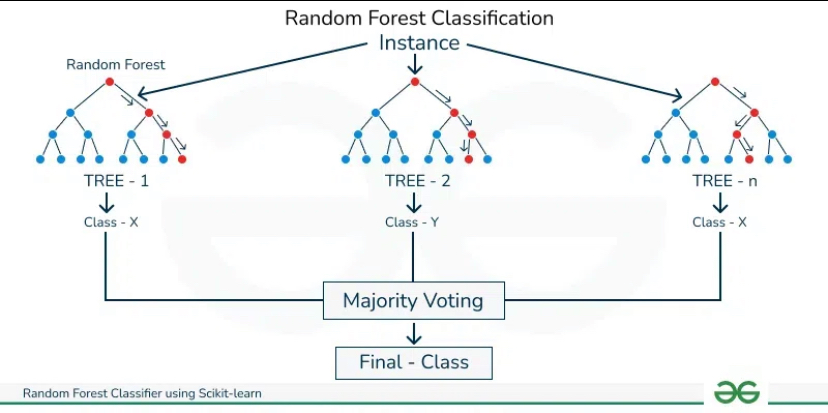 Random Forest Classification
Instance
Random Forest
TREE - 1
TREE - 2
TREE - n
Class - X
Class - Y
Class - X
Majority Voting
Final - Class
Random Forest Classifier using Scikit-learn